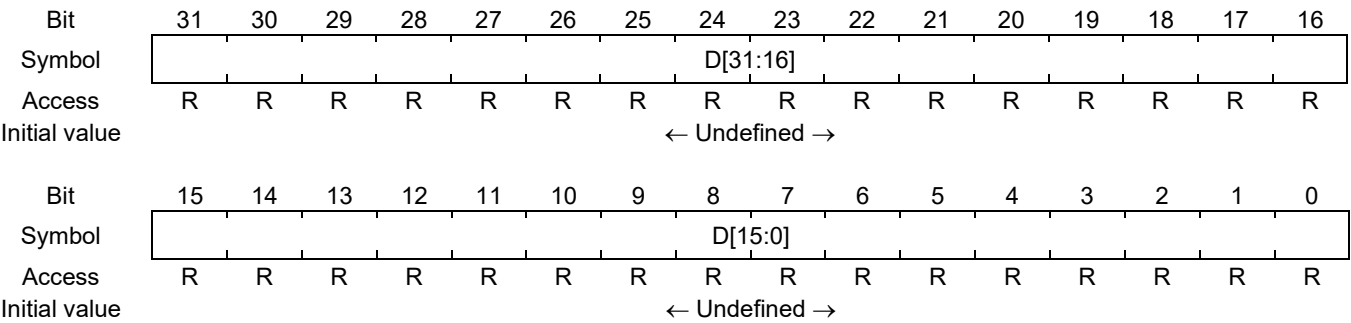 Bit 31 30 29 28 27 26 25 24 23 22 21 20 19 18 17 16
Symbol D[31:16]
Access R R R R R R R R R R R R R R R R
Initial value ← Undefined →
Bit 15 14 13 12 11 10 9 8 7 6 5 4 3 2 1 0
Symbol D[15:0]
Access R R R R R R R R R R R R R R R R
Initial value ← Undefined →